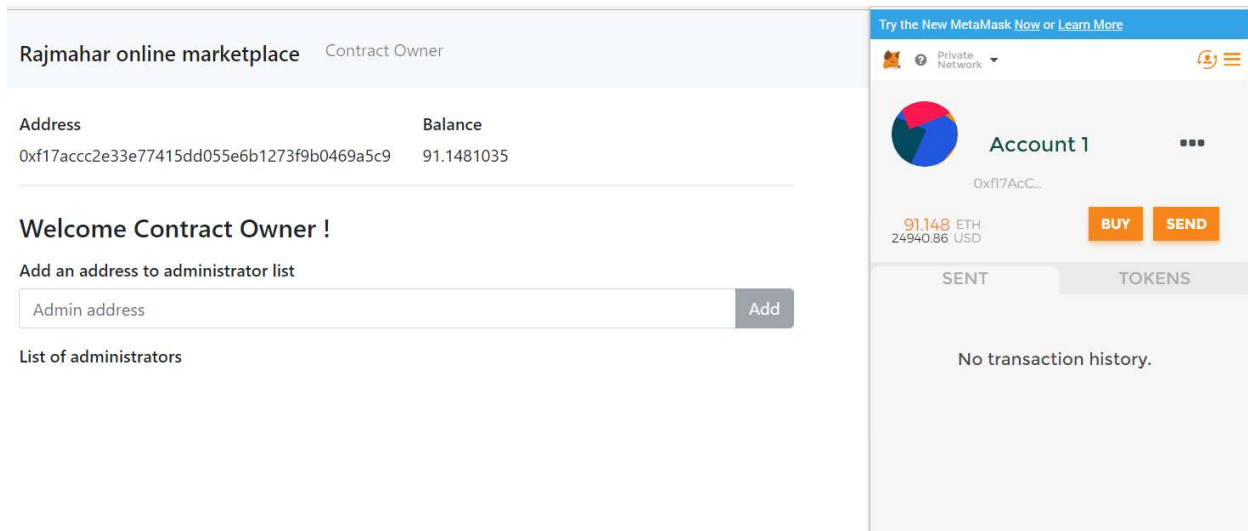 Rajmahar online marketplace Contract Owner
Address Balance
0xf17accc2e33e77415dd055e6b1273f9b0469a5c9 91.1481035
Welcome Contract Owner !
Add an address to administrator list
Admin address Add
List of administrators
Try the New MetaMask Now or Learn More
? Private
Network
Account 1
0xf17AcC...
91.148 ETH BUY SEND
24940.86 USD
SENT TOKENS
No transaction history.